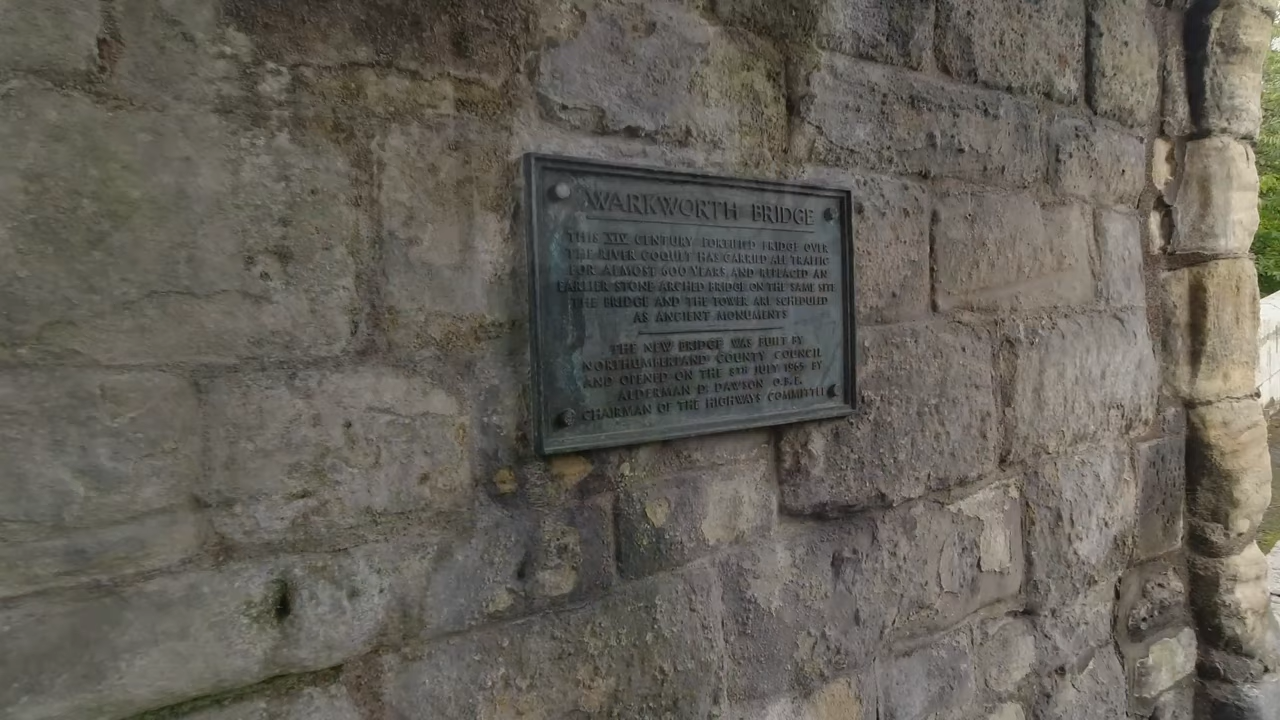 WARKWORTH BRIDGE
THIS XIV CENTURY FORTIFIED BRIDGE OVER
THE RIVER COQUET HAS CARRIED ALL TRAFFIC
FOR ALMOST 600 YEARS AND REPLACED AN
EARLIER STONE ARCHED BRIDGE ON THE SAME SITE
THE BRIDGE AND THE TOWER ARE SCHEDULED
AS ANCIENT MONUMENTS
THE NEW BRIDGE WAS BUILT BY
NORTHUMBERLAND COUNTY COUNCIL
AND OPENED ON THE 8TH JULY 1965 BY
ALDERMAN D. DAWSON O.B.E.
CHAIRMAN OF THE HIGHWAYS COMMITTEE